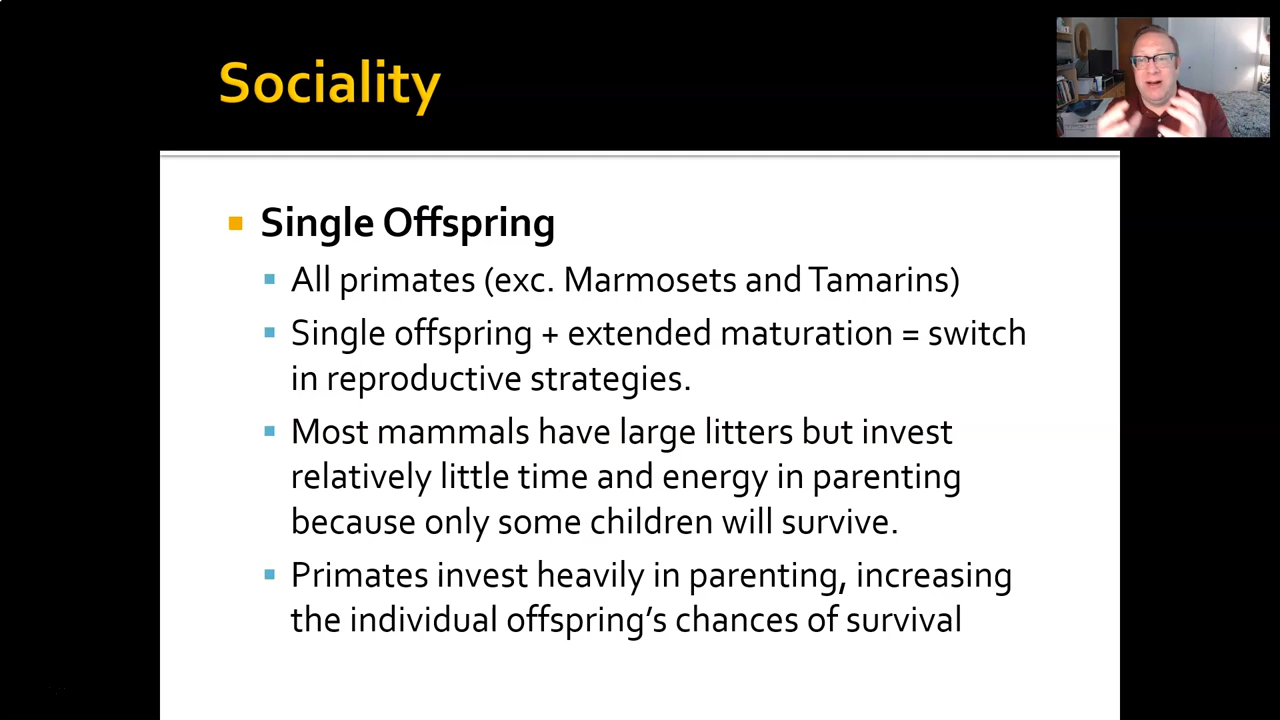 Sociality
Single Offspring
All primates (exc. Marmosets and Tamarins)
Single offspring + extended maturation = switch
in reproductive strategies.
Most mammals have large litters but invest
relatively little time and energy in parenting
because only some children will survive.
Primates invest heavily in parenting, increasing
the individual offspring’s chances of survival